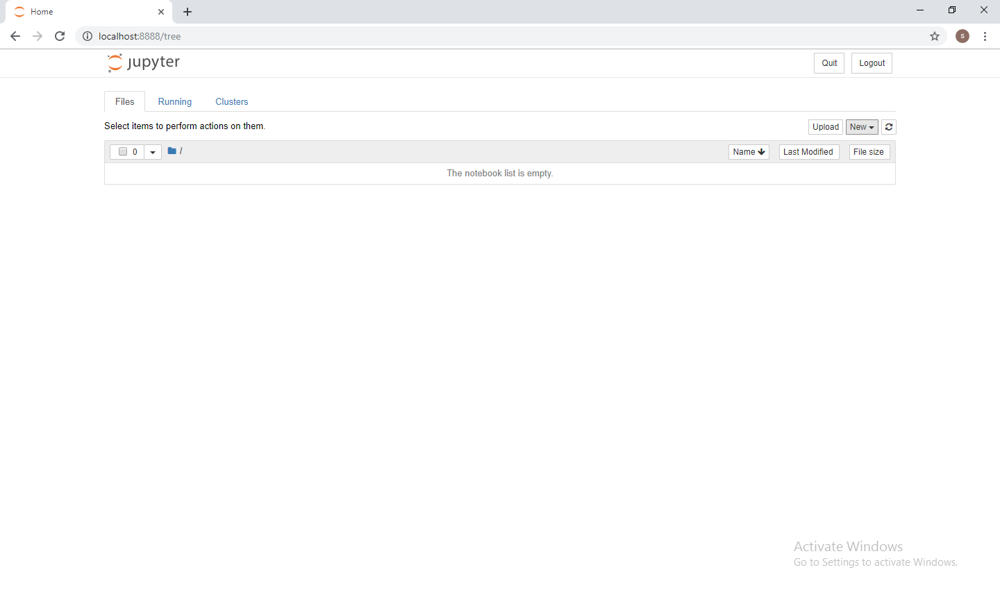 Home
localhost:8888/tree
S
jupyter
Quit
Logout
Files
Running
Clusters
Select items to perform actions on them.
Upload
New
0
/
Name
Last Modified
File size
The notebook list is empty.
Activate Windows
Go to Settings to activate Windows.